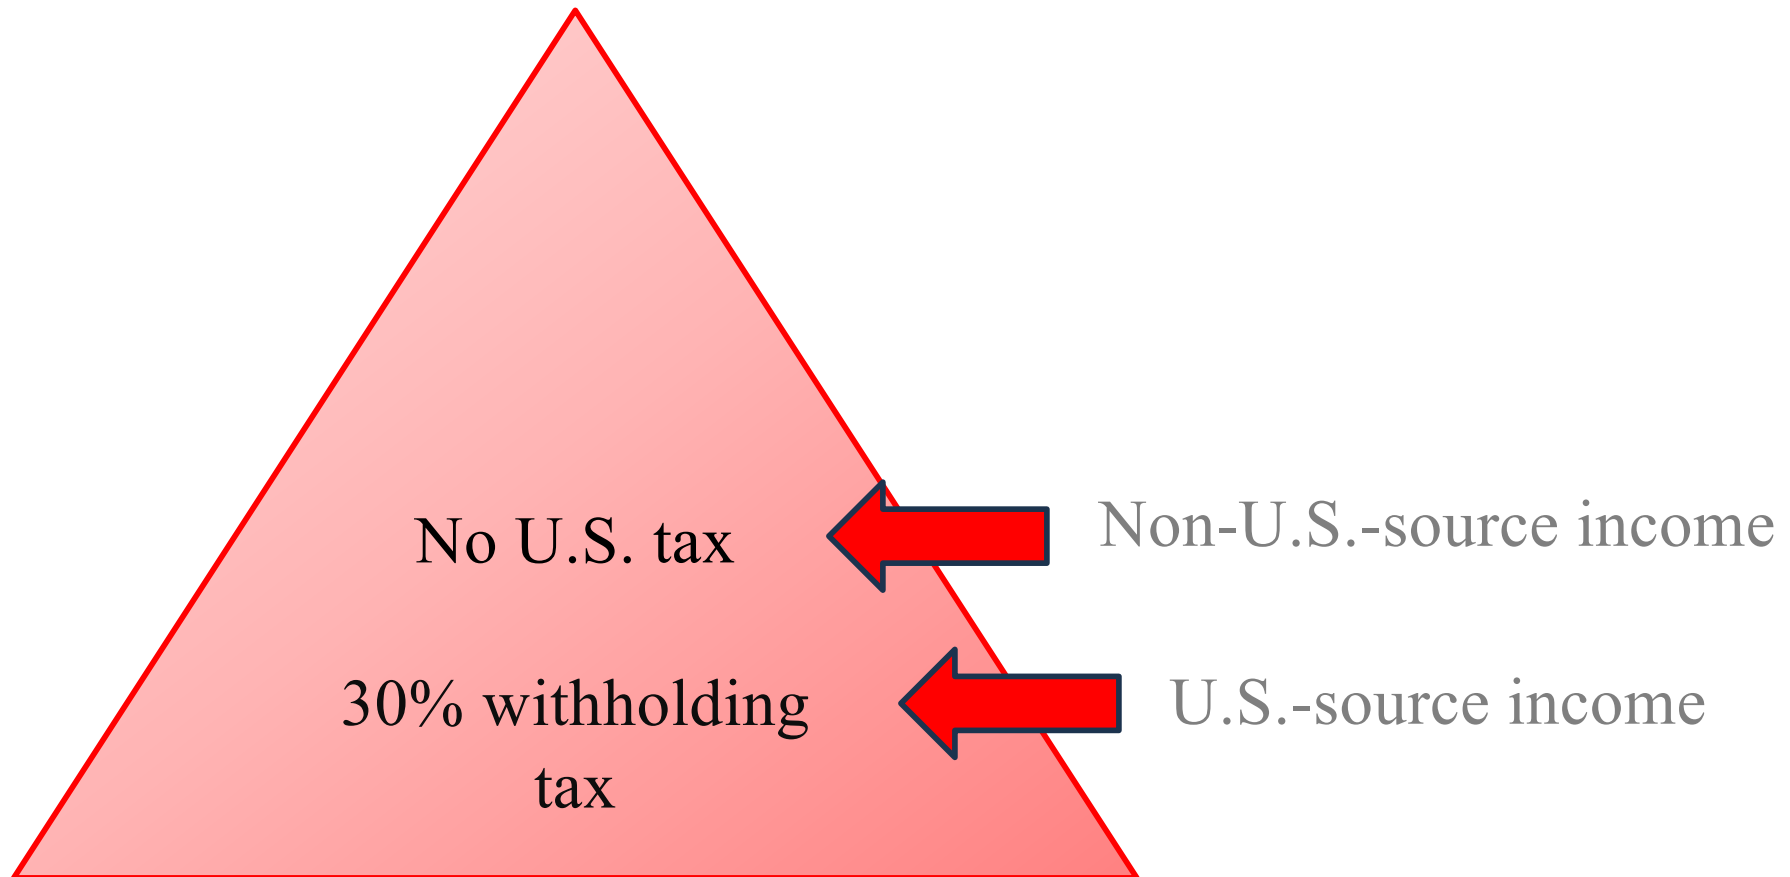 No U.S. tax
Non-U.S.-source income
30% withholding
tax
U.S.-source income